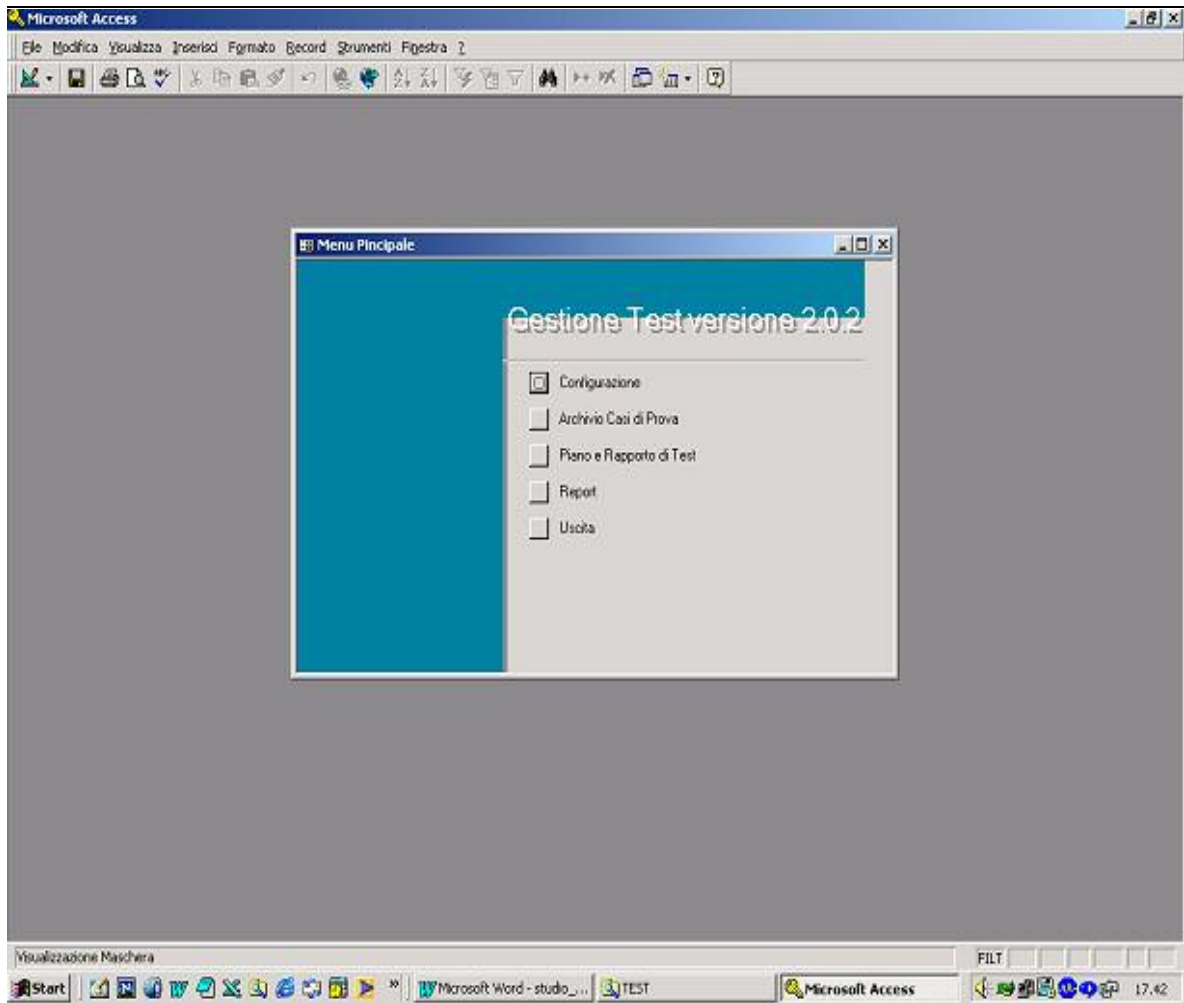 Microsoft Access
File Modifica Visualizza Inserisci Formato Record Strumenti Finestra ?
Menu Pincipale
Gestione Test versione 2.0.2
Configurazione
Archivio Casi di Prova
Piano e Rapporto di Test
Report
Uscita
Visualizzazione Maschera FILT
Start » Microsoft Word - studio_... TEST Microsoft Access 17.42